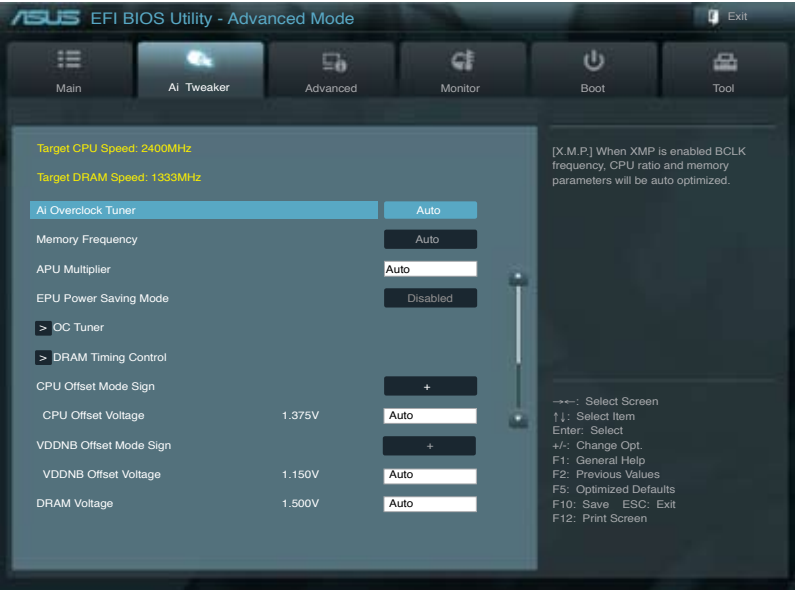 ASUS EFI BIOS Utility - Advanced Mode
Exit
Main
Ai Tweaker
Advanced
Monitor
Boot
Tool
Target CPU Speed: 2400MHz
Target DRAM Speed: 1333MHz
Ai Overclock Tuner Auto
Memory Frequency Auto
APU Multiplier Auto
EPU Power Saving Mode Disabled
> OC Tuner
> DRAM Timing Control
CPU Offset Mode Sign +
CPU Offset Voltage 1.375V Auto
VDDNB Offset Mode Sign +
VDDNB Offset Voltage 1.150V Auto
DRAM Voltage 1.500V Auto
[X.M.P.] When XMP is enabled BCLK
frequency, CPU ratio and memory
parameters will be auto optimized.
→←: Select Screen
↑↓: Select Item
Enter: Select
+/-: Change Opt.
F1: General Help
F2: Previous Values
F5: Optimized Defaults
F10: Save ESC: Exit
F12: Print Screen